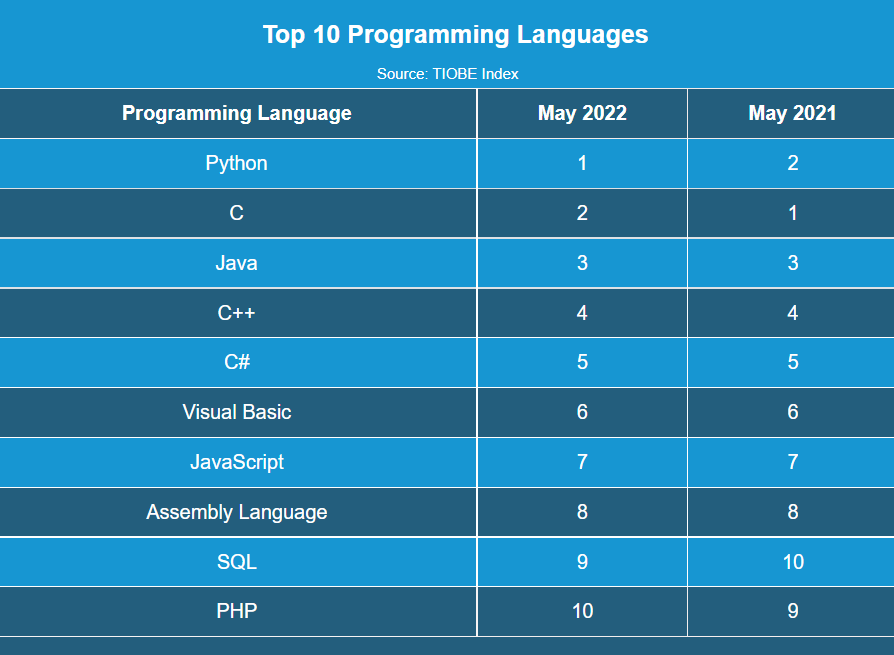 Top 10 Programming Languages
Source: TIOBE Index
Programming Language May 2022 May 2021
Python 1 2
C 2 1
Java 3 3
C++ 4 4
C# 5 5
Visual Basic 6 6
JavaScript 7 7
Assembly Language 8 8
SQL 9 10
PHP 10 9